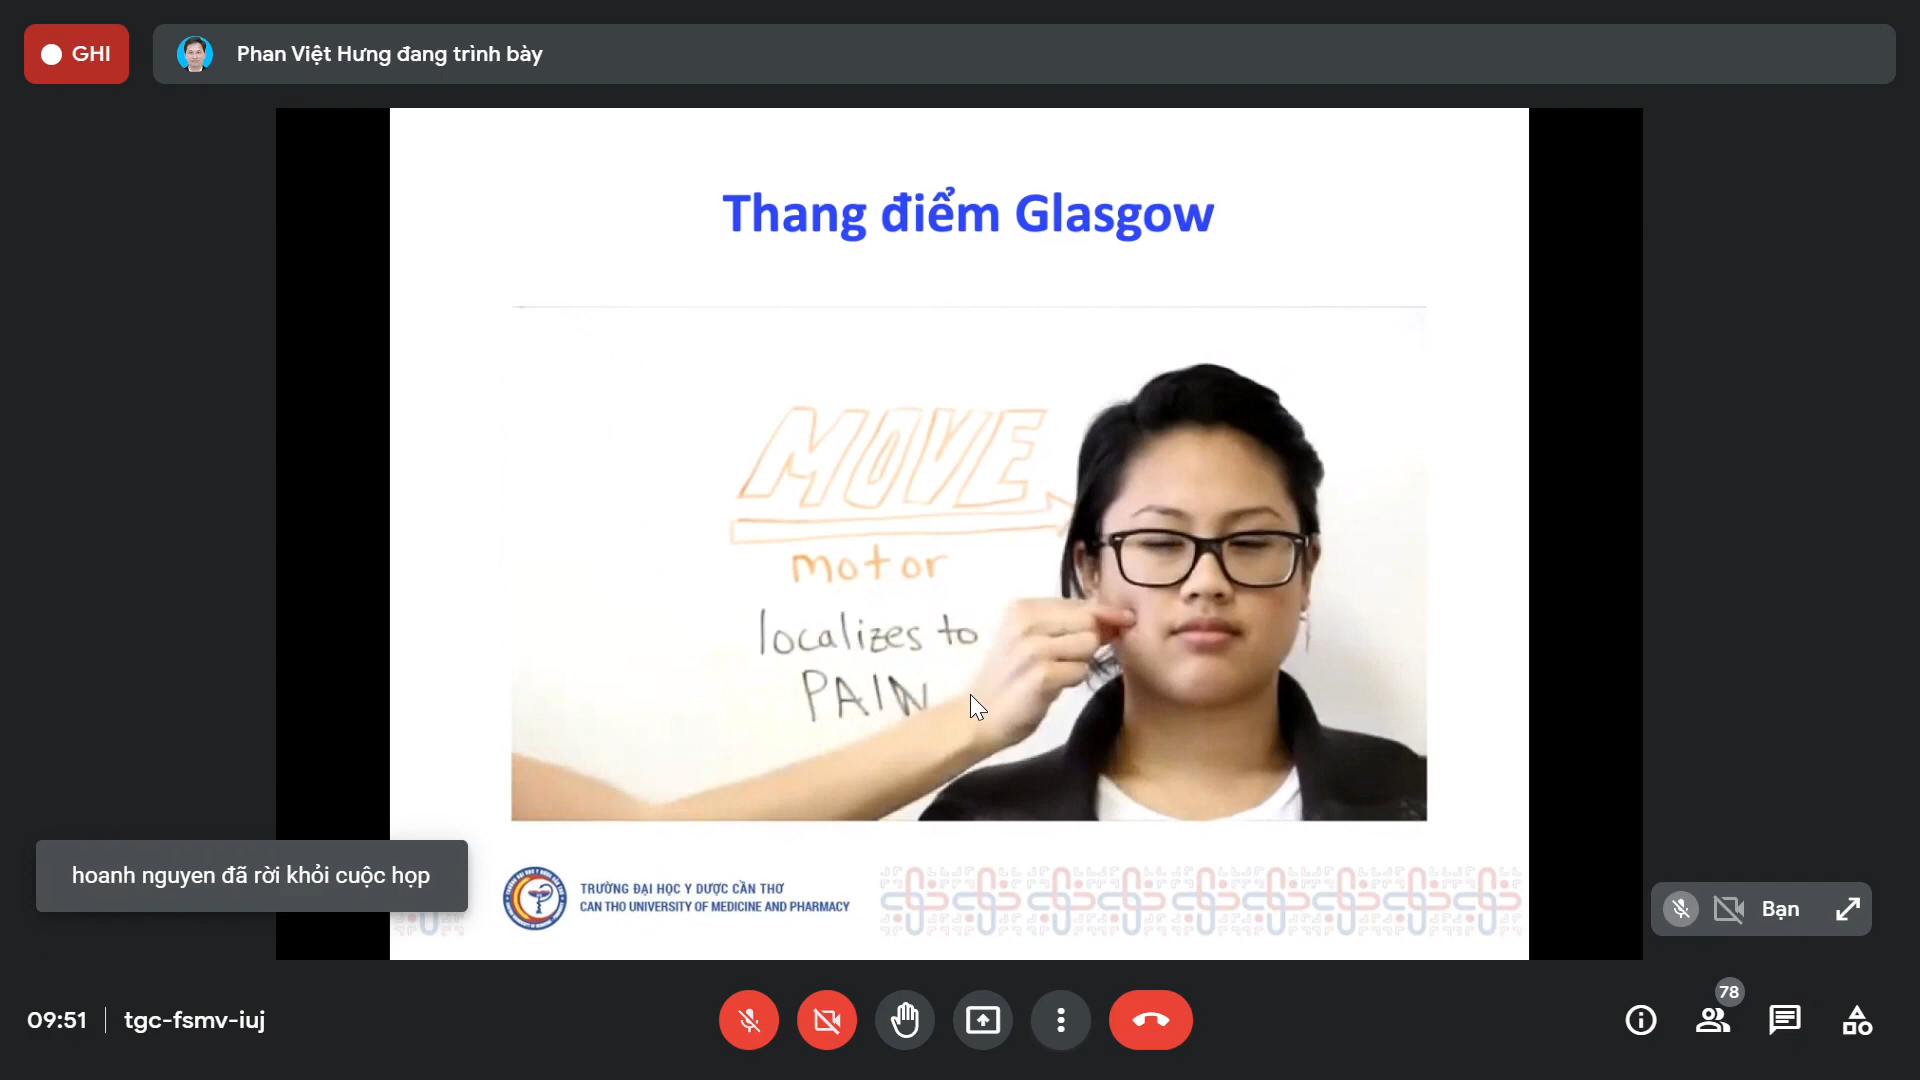 GHI
Phan Việt Hưng đang trình bày
Thang điểm Glasgow
MOVE
motor
localizes to
PAIN
hoanh nguyen đã rời khỏi cuộc họp
TRƯỜNG ĐẠI HỌC Y DƯỢC CẦN THƠ
CAN THO UNIVERSITY OF MEDICINE AND PHARMACY
Bạn
09:51
tgc-fsmv-iuj
78